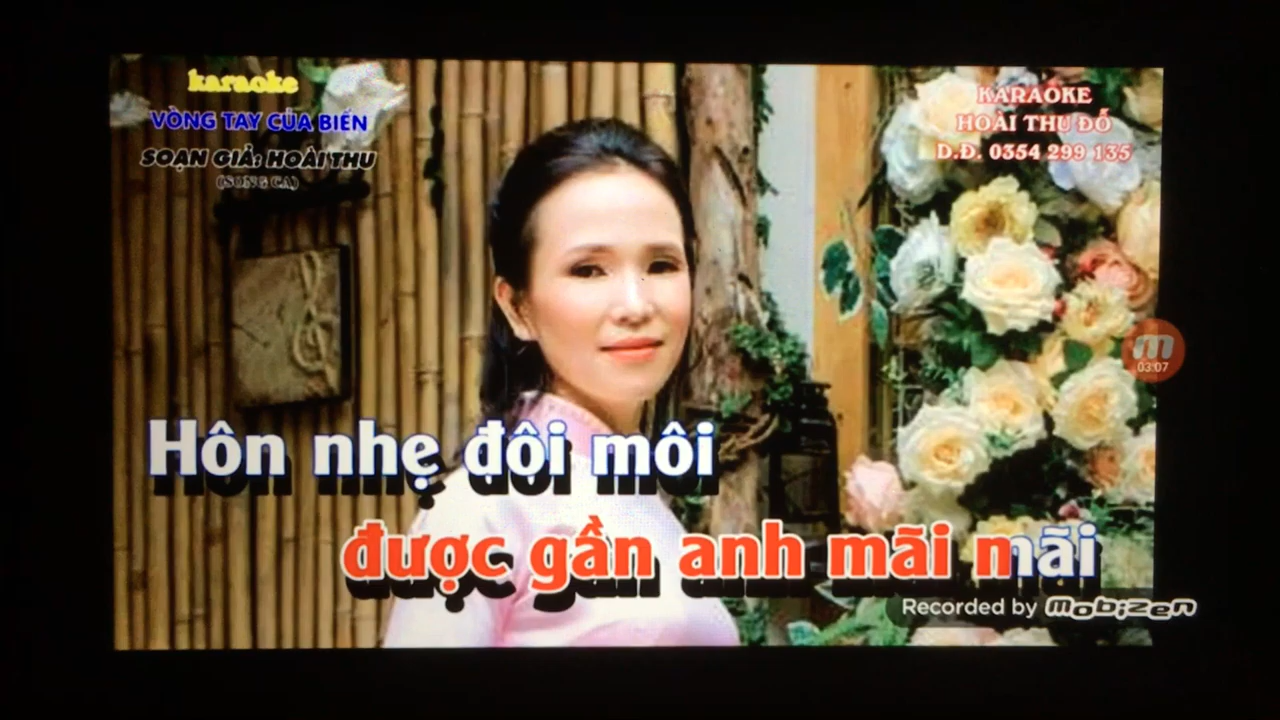 karaoke
VÒNG TAY CỦA BIỂN
SOẠN GIẢ: HOÀI THU
(SONG CA)
KARAOKE
HOÀI THU ĐỖ
D.Đ. 0354 299 135
m
03:07
Hôn nhẹ đôi môi
được gần anh mãi mãi
Recorded by mobizen